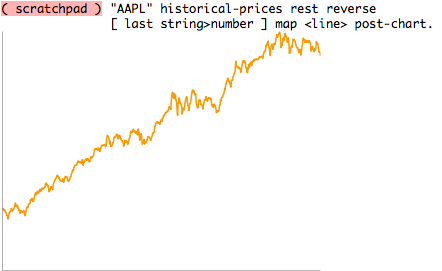 ( scratchpad ) "AAPL" historical-prices rest reverse
[ last string>number ] map <line> post-chart.